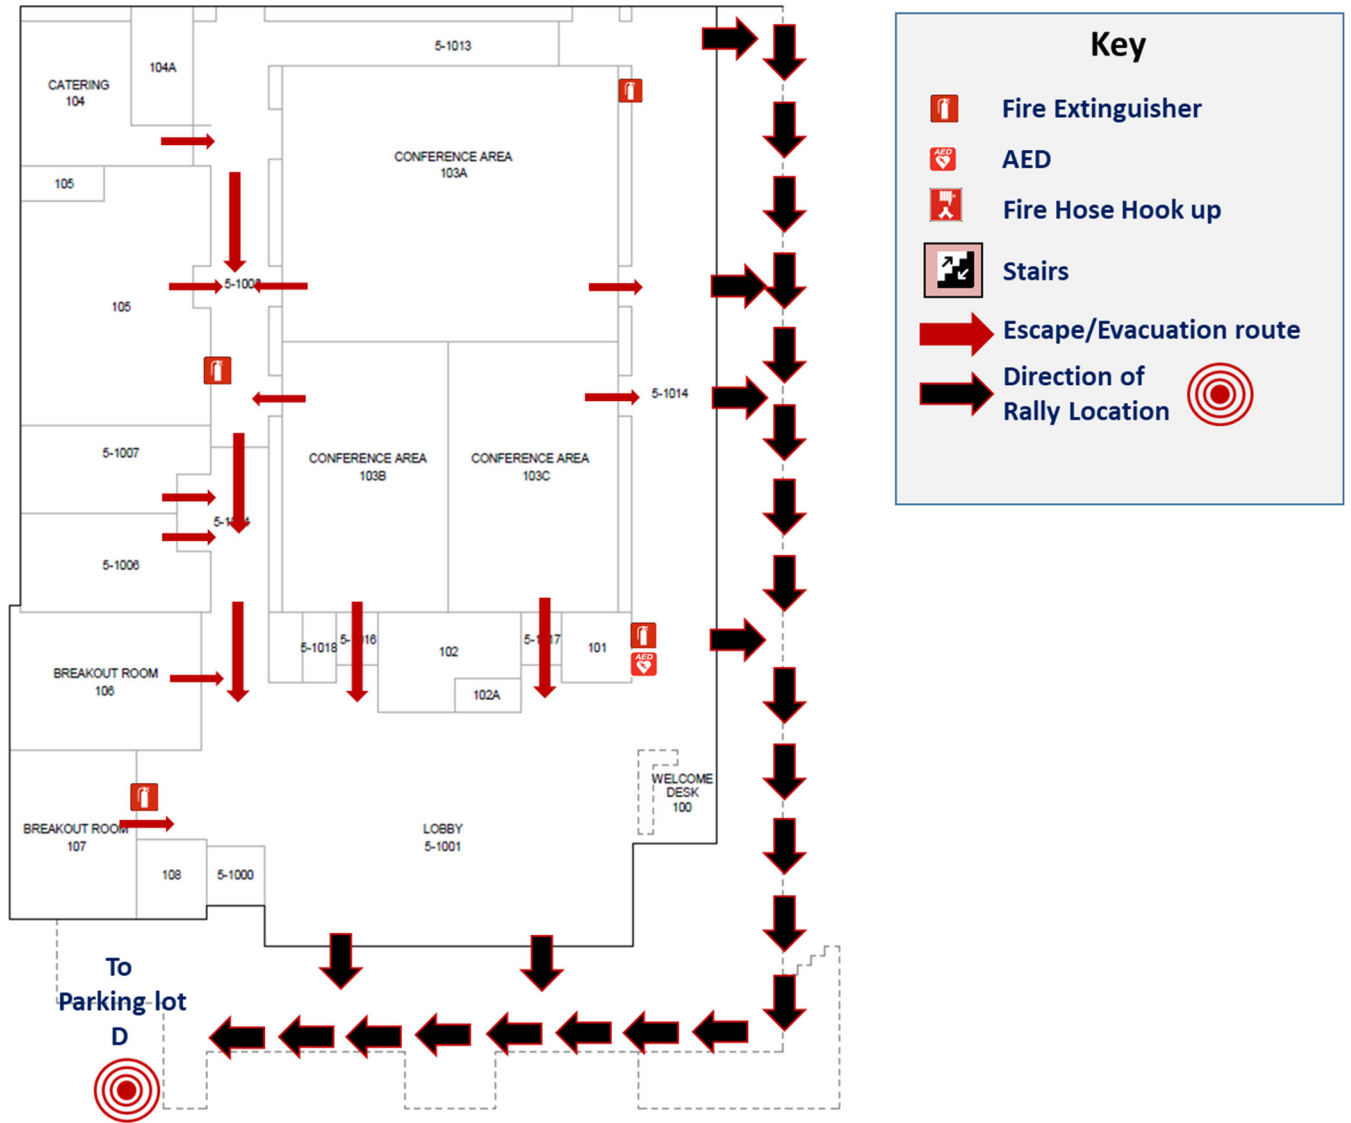 5-1013
104A
CATERING
104
CONFERENCE AREA
103A
105
5-100
105
5-1014
5-1007
CONFERENCE AREA
103B
CONFERENCE AREA
103C
5-1006
5-1018
102
101
BREAKOUT ROOM
106
102A
WELCOME
DESK
100
BREAKOUT ROOM
107
LOBBY
5-1001
108
5-1000
To
Parking lot
D
Key
Fire Extinguisher
AED
AED
Fire Hose Hook up
Stairs
Escape/Evacuation route
Direction of
Rally Location
AED